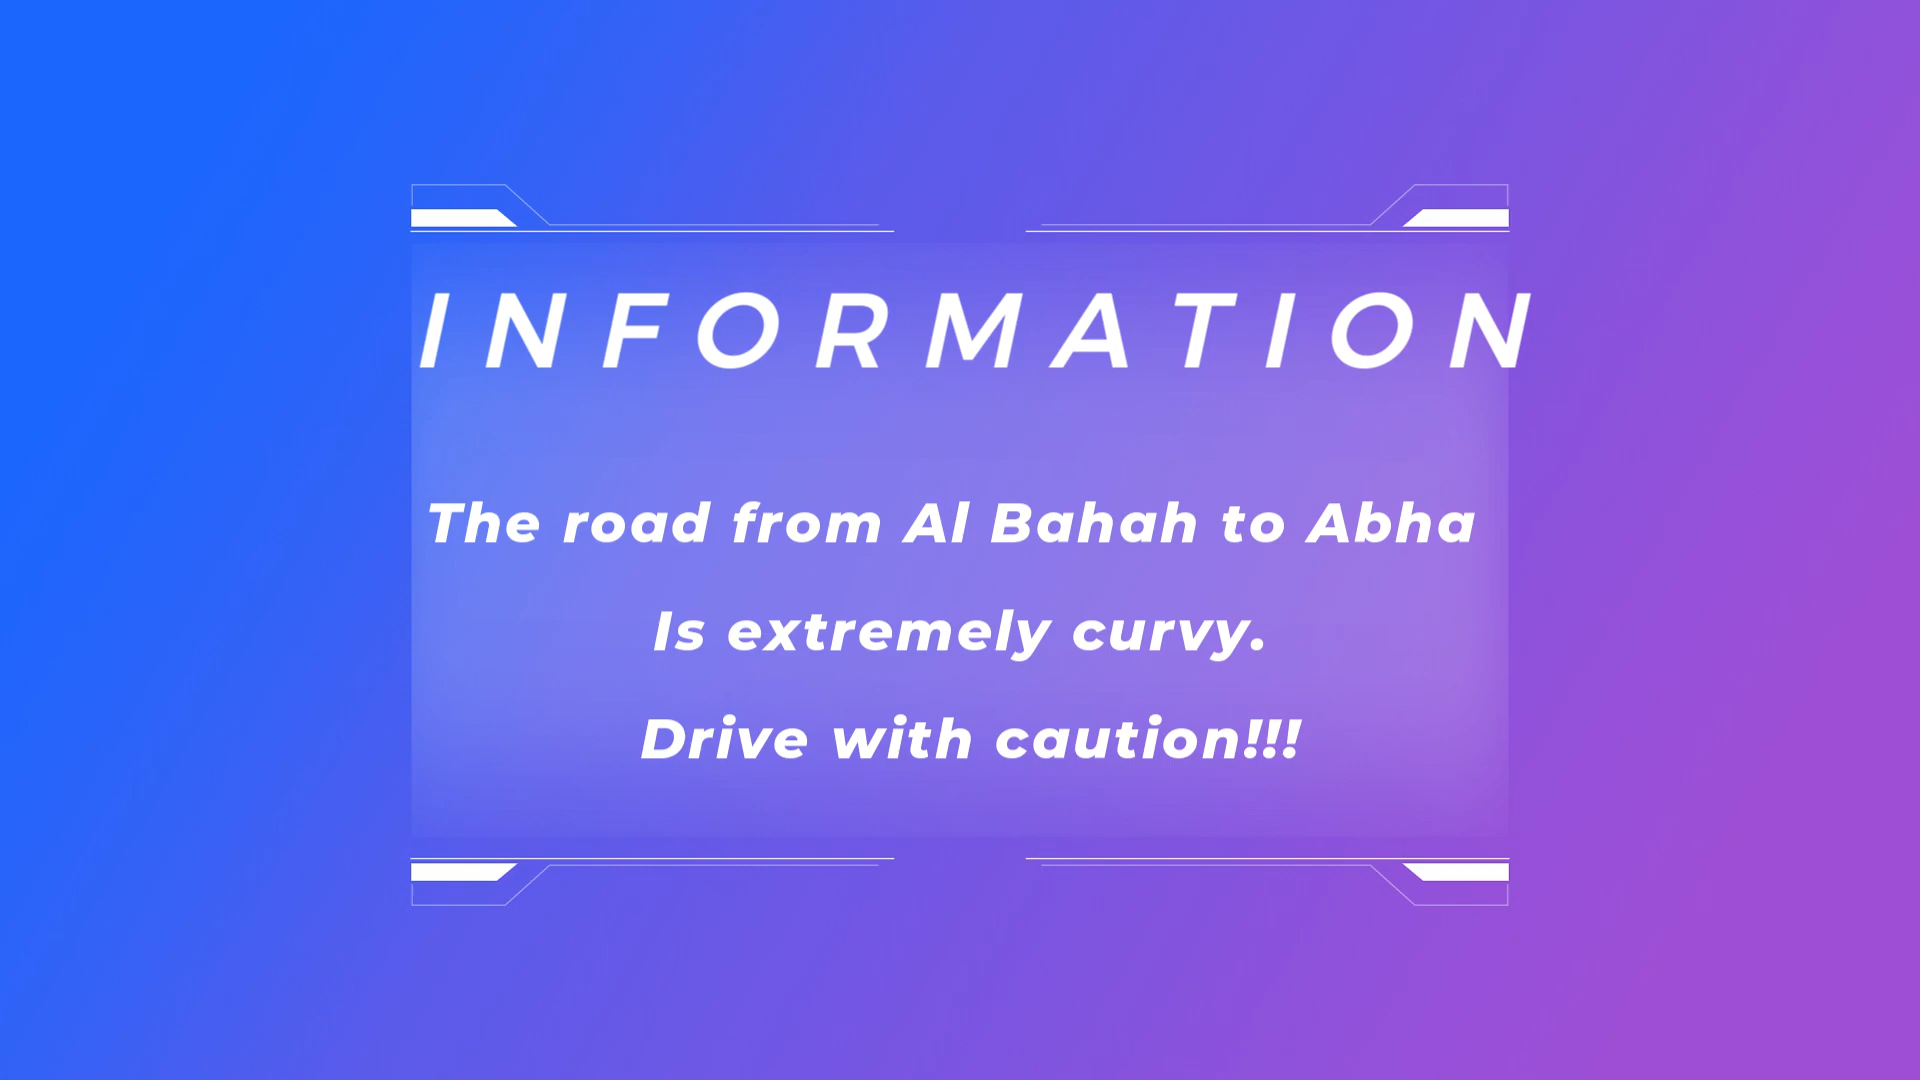 INFORMATION
The road from Al Bahah to Abha
Is extremely curvy.
Drive with caution!!!